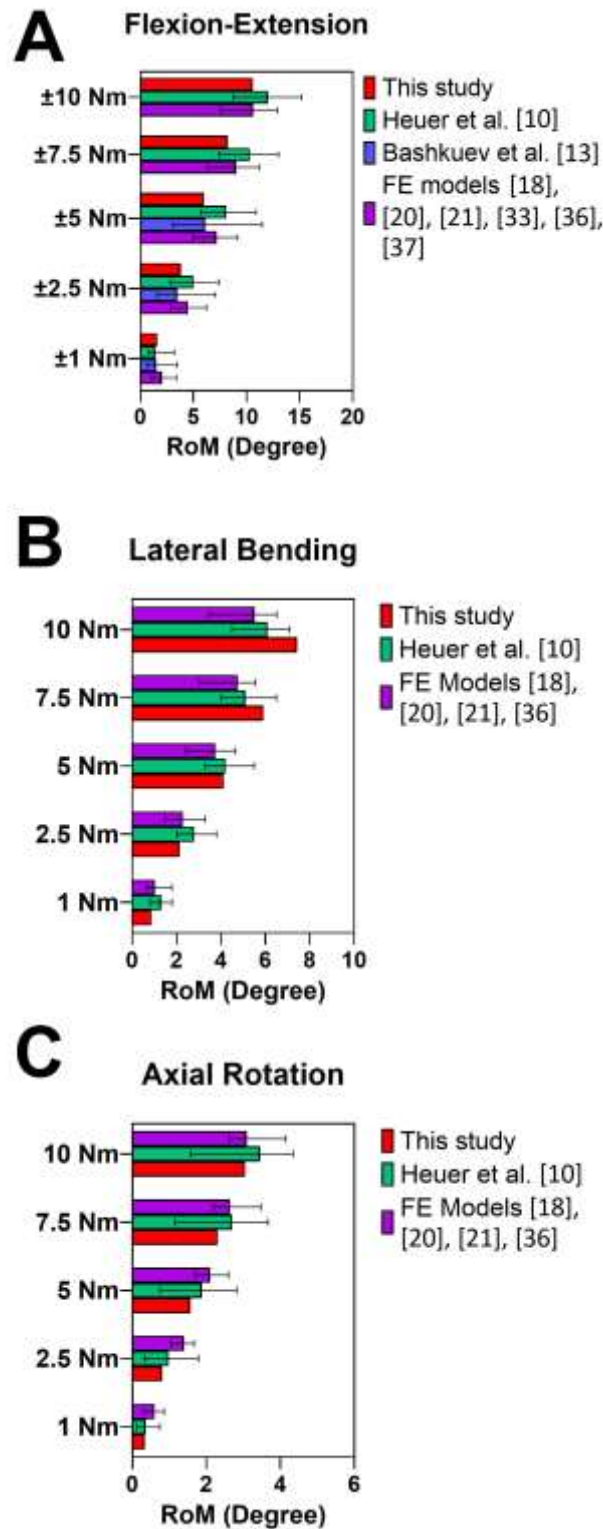 A
Flexion-Extension
±10 Nm
±7.5 Nm
±5 Nm
±2.5 Nm
±1 Nm
0 5 10 15 20
RoM (Degree)
This study
Heuer et al. [10]
Bashkuev et al. [13]
FE models [18],
[20], [21], [33], [36],
[37]
B
Lateral Bending
10 Nm
7.5 Nm
5 Nm
2.5 Nm
1 Nm
0 2 4 6 8 10
RoM (Degree)
This study
Heuer et al. [10]
FE Models [18],
[20], [21], [36]
C
Axial Rotation
10 Nm
7.5 Nm
5 Nm
2.5 Nm
1 Nm
0 2 4 6
RoM (Degree)
This study
Heuer et al. [10]
FE Models [18],
[20], [21], [36]